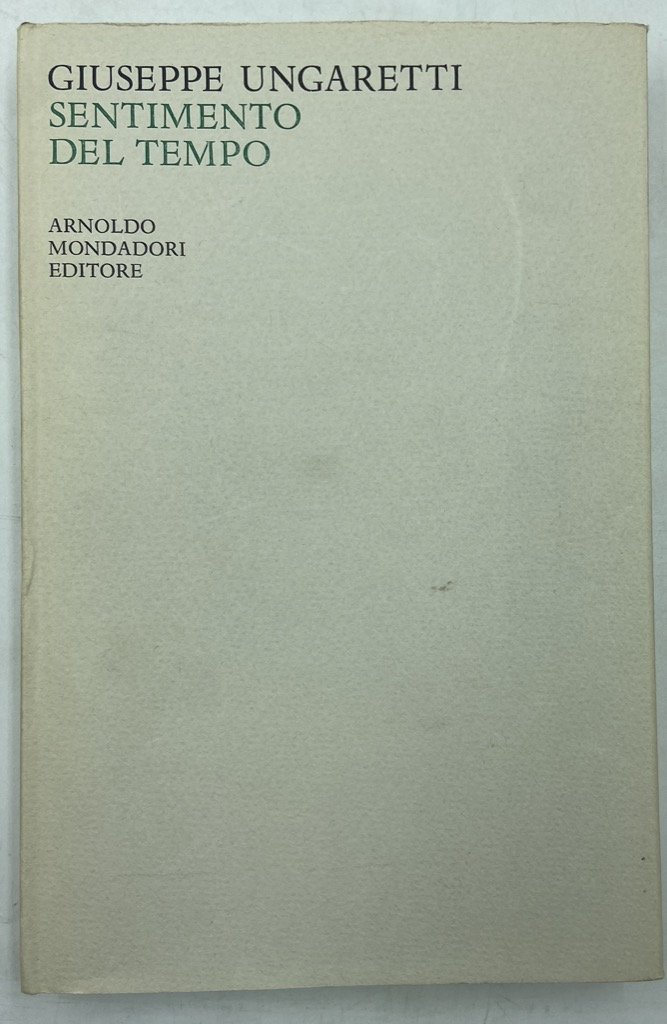 GIUSEPPE UNGARETTI
SENTIMENTO
DEL TEMPO
ARNOLDO
MONDADORI
EDITORE